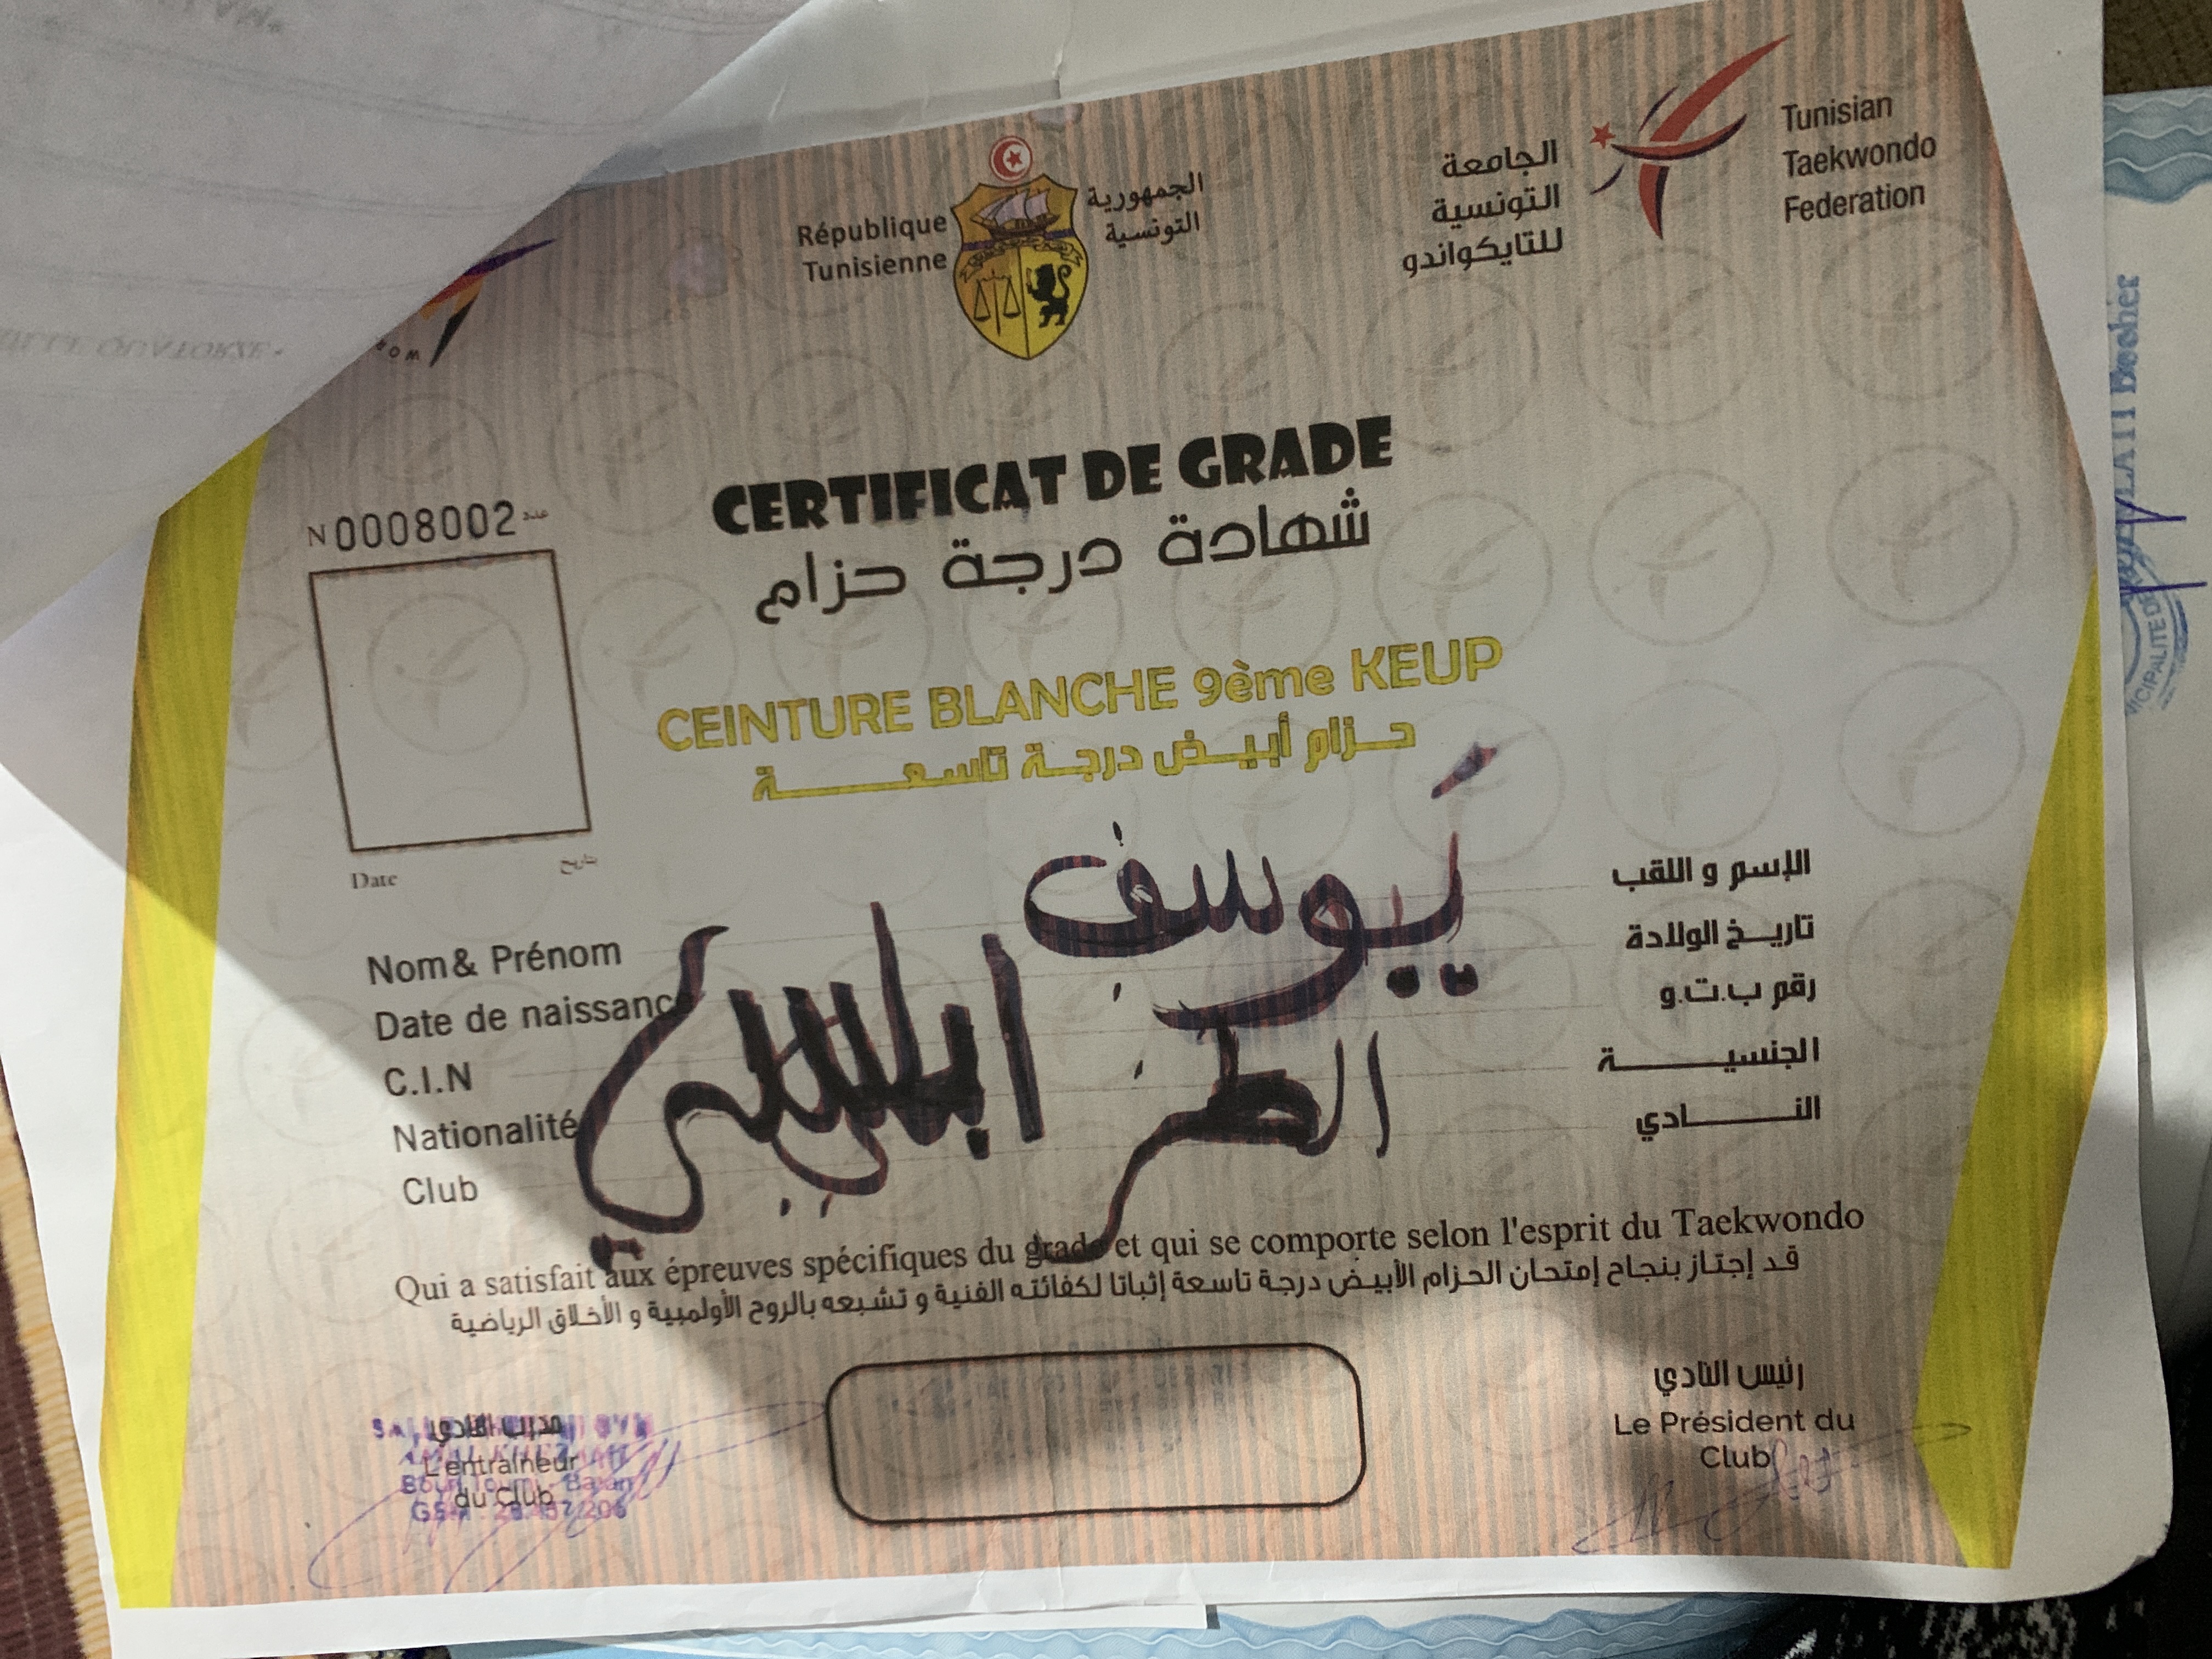 République
Tunisienne
الجمهورية
التونسية
الجامعة
التونسية
للتايكواندو
Tunisian
Taekwondo
Federation
CERTIFICAT DE GRADE
شهادة درجة حزام
N 0008002 عدد
CEINTURE BLANCHE 9ème KEUP
حزام أبيض درجة تاسعة
Date تاريخ
يوسف
الطرابلسي
Nom& Prénom الإسم و اللقب
Date de naissance تاريخ الولادة
C.I.N رقم ب.ت.و
Nationalité الجنسية
Club النادي
Qui a satisfait aux épreuves spécifiques du grade et qui se comporte selon l'esprit du Taekwondo
قد إجتاز بنجاح إمتحان الحزام الأبيض درجة تاسعة إثباتا لكفائته الفنية و تشبعه بالروح الأولمبية و الأخلاق الرياضية
مدرب النادي
L'entraîneur
du Club
رئيس النادي
Le Président du
Club